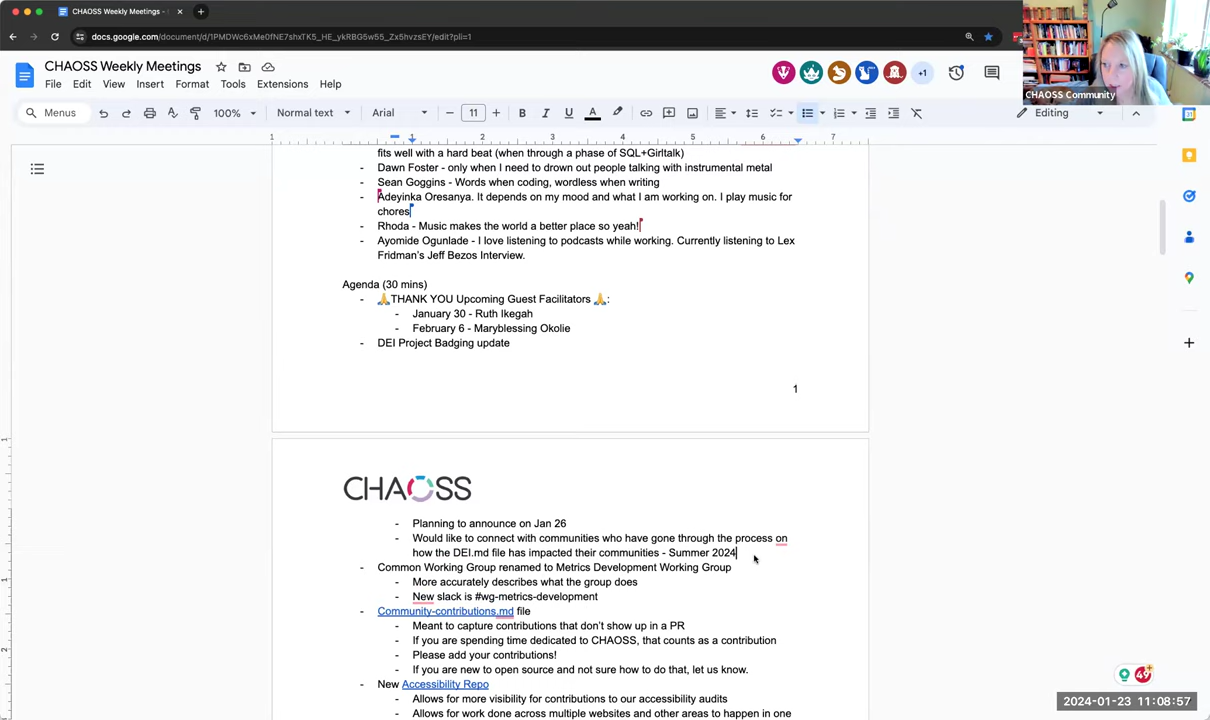 CHAOSS Weekly Meetings -
docs.google.com/document/d/1PMDWc6xMe0fNE7shxTK5_HE_ykRBG5w55_Zx5hvzsEY/edit?pli=1
CHAOSS Weekly Meetings
File Edit View Insert Format Tools Extensions Help
+1
CHAOSS Community
Menus 100% Normal text Arial 11 B I U A Editing
1 1 2 3 4 5 6 7
fits well with a hard beat (when through a phase of SQL+Girltalk)
- Dawn Foster - only when I need to drown out people talking with instrumental metal
- Sean Goggins - Words when coding, wordless when writing
- Adeyinka Oresanya. It depends on my mood and what I am working on. I play music for
chores
- Rhoda - Music makes the world a better place so yeah!
- Ayomide Ogunlade - I love listening to podcasts while working. Currently listening to Lex
Fridman's Jeff Bezos Interview.
Agenda (30 mins)
- 🙏THANK YOU Upcoming Guest Facilitators 🙏:
- January 30 - Ruth Ikegah
- February 6 - Maryblessing Okolie
- DEI Project Badging update
1
CHAOSS
- Planning to announce on Jan 26
- Would like to connect with communities who have gone through the process on
how the DEI.md file has impacted their communities - Summer 2024
- Common Working Group renamed to Metrics Development Working Group
- More accurately describes what the group does
- New slack is #wg-metrics-development
- Community-contributions.md file
- Meant to capture contributions that don't show up in a PR
- If you are spending time dedicated to CHAOSS, that counts as a contribution
- Please add your contributions!
- If you are new to open source and not sure how to do that, let us know.
- New Accessibility Repo
- Allows for more visibility for contributions to our accessibility audits
- Allows for work done across multiple websites and other areas to happen in one
49
2024-01-23 11:08:57